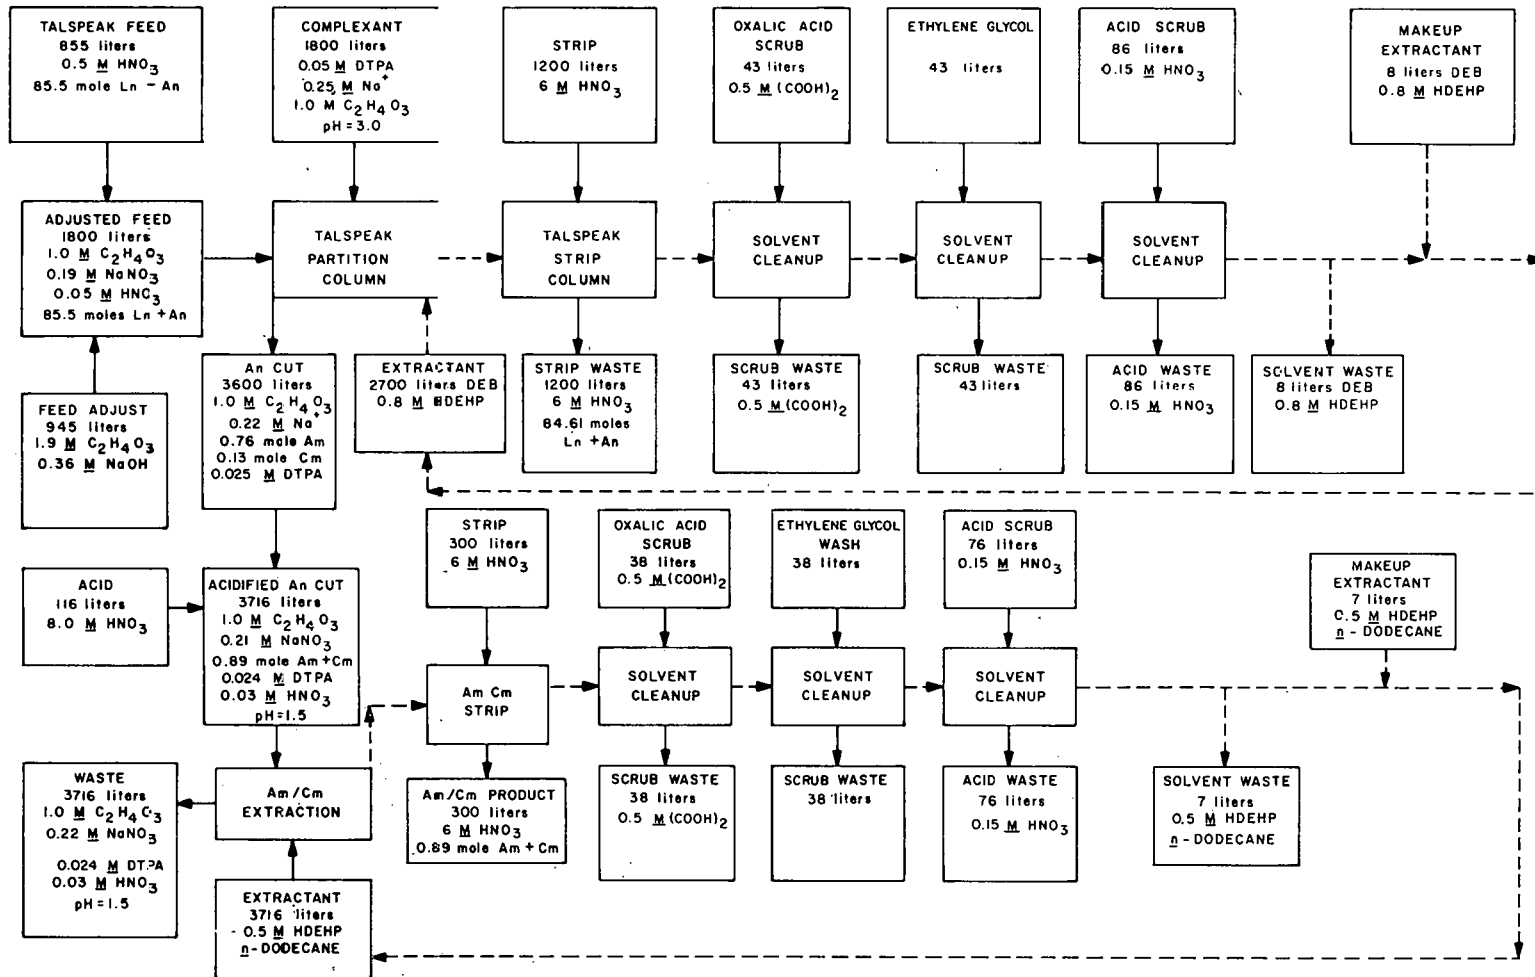 TALSPEAK FEED
855 liters
0.5 M HNO3
85.5 mole Ln - An
COMPLEXANT
1800 liters
0.05 M DTPA
0.25 M Na+
1.0 M C2H4O3
pH = 3.0
STRIP
1200 liters
6 M HNO3
OXALIC ACID
SCRUB
43 liters
0.5 M (COOH)2
ETHYLENE GLYCOL
43 liters
ACID SCRUB
86 liters
0.15 M HNO3
MAKEUP
EXTRACTANT
8 liters DEB
0.8 M HDEHP
ADJUSTED FEED
1800 liters
1.0 M C2H4O3
0.19 M NaNO3
0.05 M HNO3
85.5 moles Ln + An
TALSPEAK
PARTITION
COLUMN
TALSPEAK
STRIP
COLUMN
SOLVENT
CLEANUP
SOLVENT
CLEANUP
SOLVENT
CLEANUP
FEED ADJUST
945 liters
1.9 M C2H4O3
0.36 M NaOH
An CUT
3600 liters
1.0 M C2H4O3
0.22 M Na+
0.76 mole Am
0.13 mole Cm
0.025 M DTPA
EXTRACTANT
2700 liters DEB
0.8 M HDEHP
STRIP WASTE
1200 liters
6 M HNO3
84.61 moles
Ln + An
SCRUB WASTE
43 liters
0.5 M (COOH)2
SCRUB WASTE
43 liters
ACID WASTE
86 liters
0.15 M HNO3
SOLVENT WASTE
8 liters DEB
0.8 M HDEHP
STRIP
300 liters
6 M HNO3
OXALIC ACID
SCRUB
38 liters
0.5 M (COOH)2
ETHYLENE GLYCOL
WASH
38 liters
ACID SCRUB
76 liters
0.15 M HNO3
MAKEUP
EXTRACTANT
7 liters
0.5 M HDEHP
n - DODECANE
ACID
116 liters
8.0 M HNO3
ACIDIFIED An CUT
3716 liters
1.0 M C2H4O3
0.21 M NaNO3
0.89 mole Am + Cm
0.024 M DTPA
0.03 M HNO3
pH = 1.5
Am Cm
STRIP
SOLVENT
CLEANUP
SOLVENT
CLEANUP
SOLVENT
CLEANUP
WASTE
3716 liters
1.0 M C2H4O3
0.22 M NaNO3
0.024 M DTPA
0.03 M HNO3
pH = 1.5
Am/Cm
EXTRACTION
Am/Cm PRODUCT
300 liters
6 M HNO3
0.89 mole Am + Cm
SCRUB WASTE
38 liters
0.5 M (COOH)2
SCRUB WASTE
38 liters
ACID WASTE
76 liters
0.15 M HNO3
SOLVENT WASTE
7 liters
0.5 M HDEHP
n - DODECANE
EXTRACTANT
3716 liters
0.5 M HDEHP
n - DODECANE